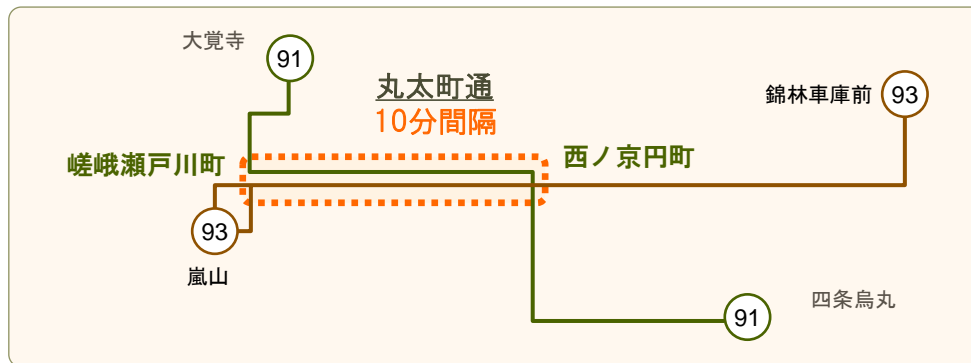 大覚寺
91
丸太町通
10分間隔
錦林車庫前
93
嵯峨瀬戸川町
西ノ京円町
93
嵐山
91
四条烏丸